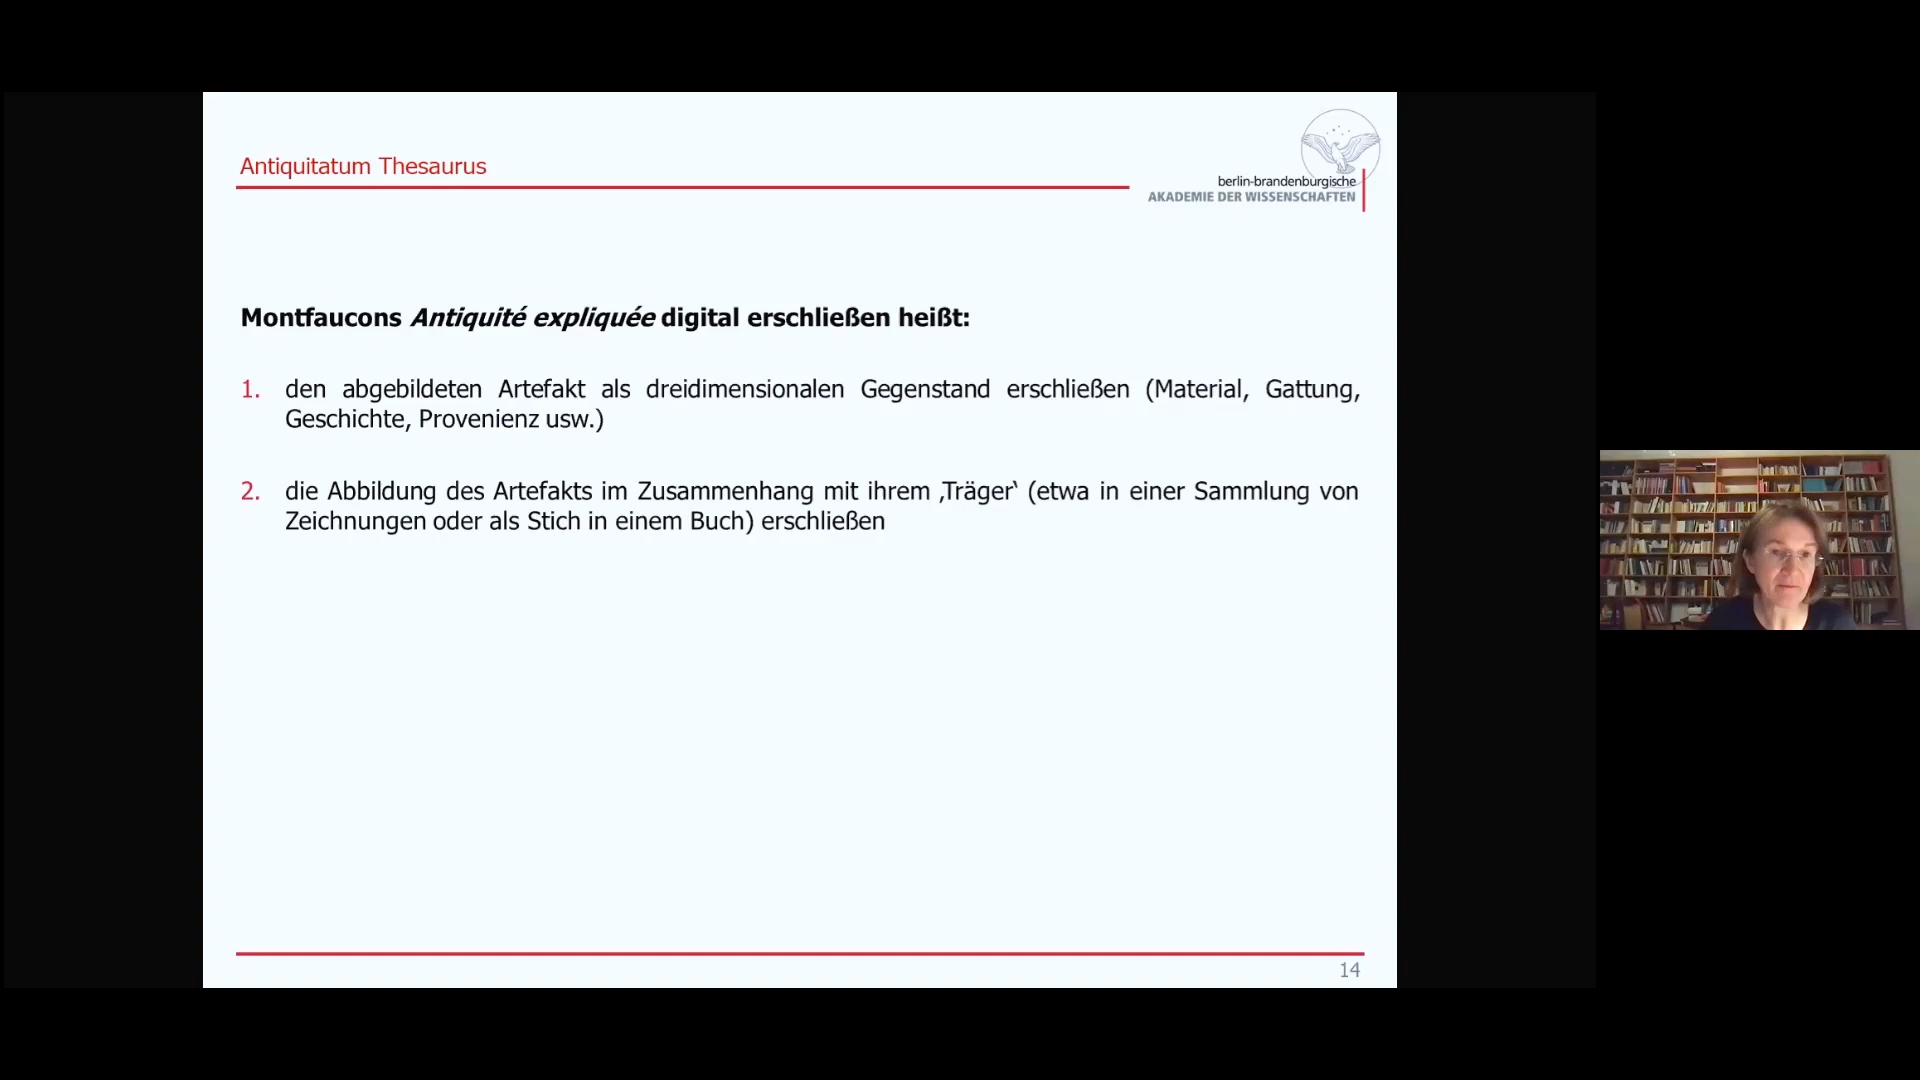 Antiquitatum Thesaurus
berlin-brandenburgische
AKADEMIE DER WISSENSCHAFTEN
Montfaucons Antiquité expliquée digital erschließen heißt:
1. den abgebildeten Artefakt als dreidimensionalen Gegenstand erschließen (Material, Gattung,
Geschichte, Provenienz usw.)
2. die Abbildung des Artefakts im Zusammenhang mit ihrem ‚Träger‛ (etwa in einer Sammlung von
Zeichnungen oder als Stich in einem Buch) erschließen
14